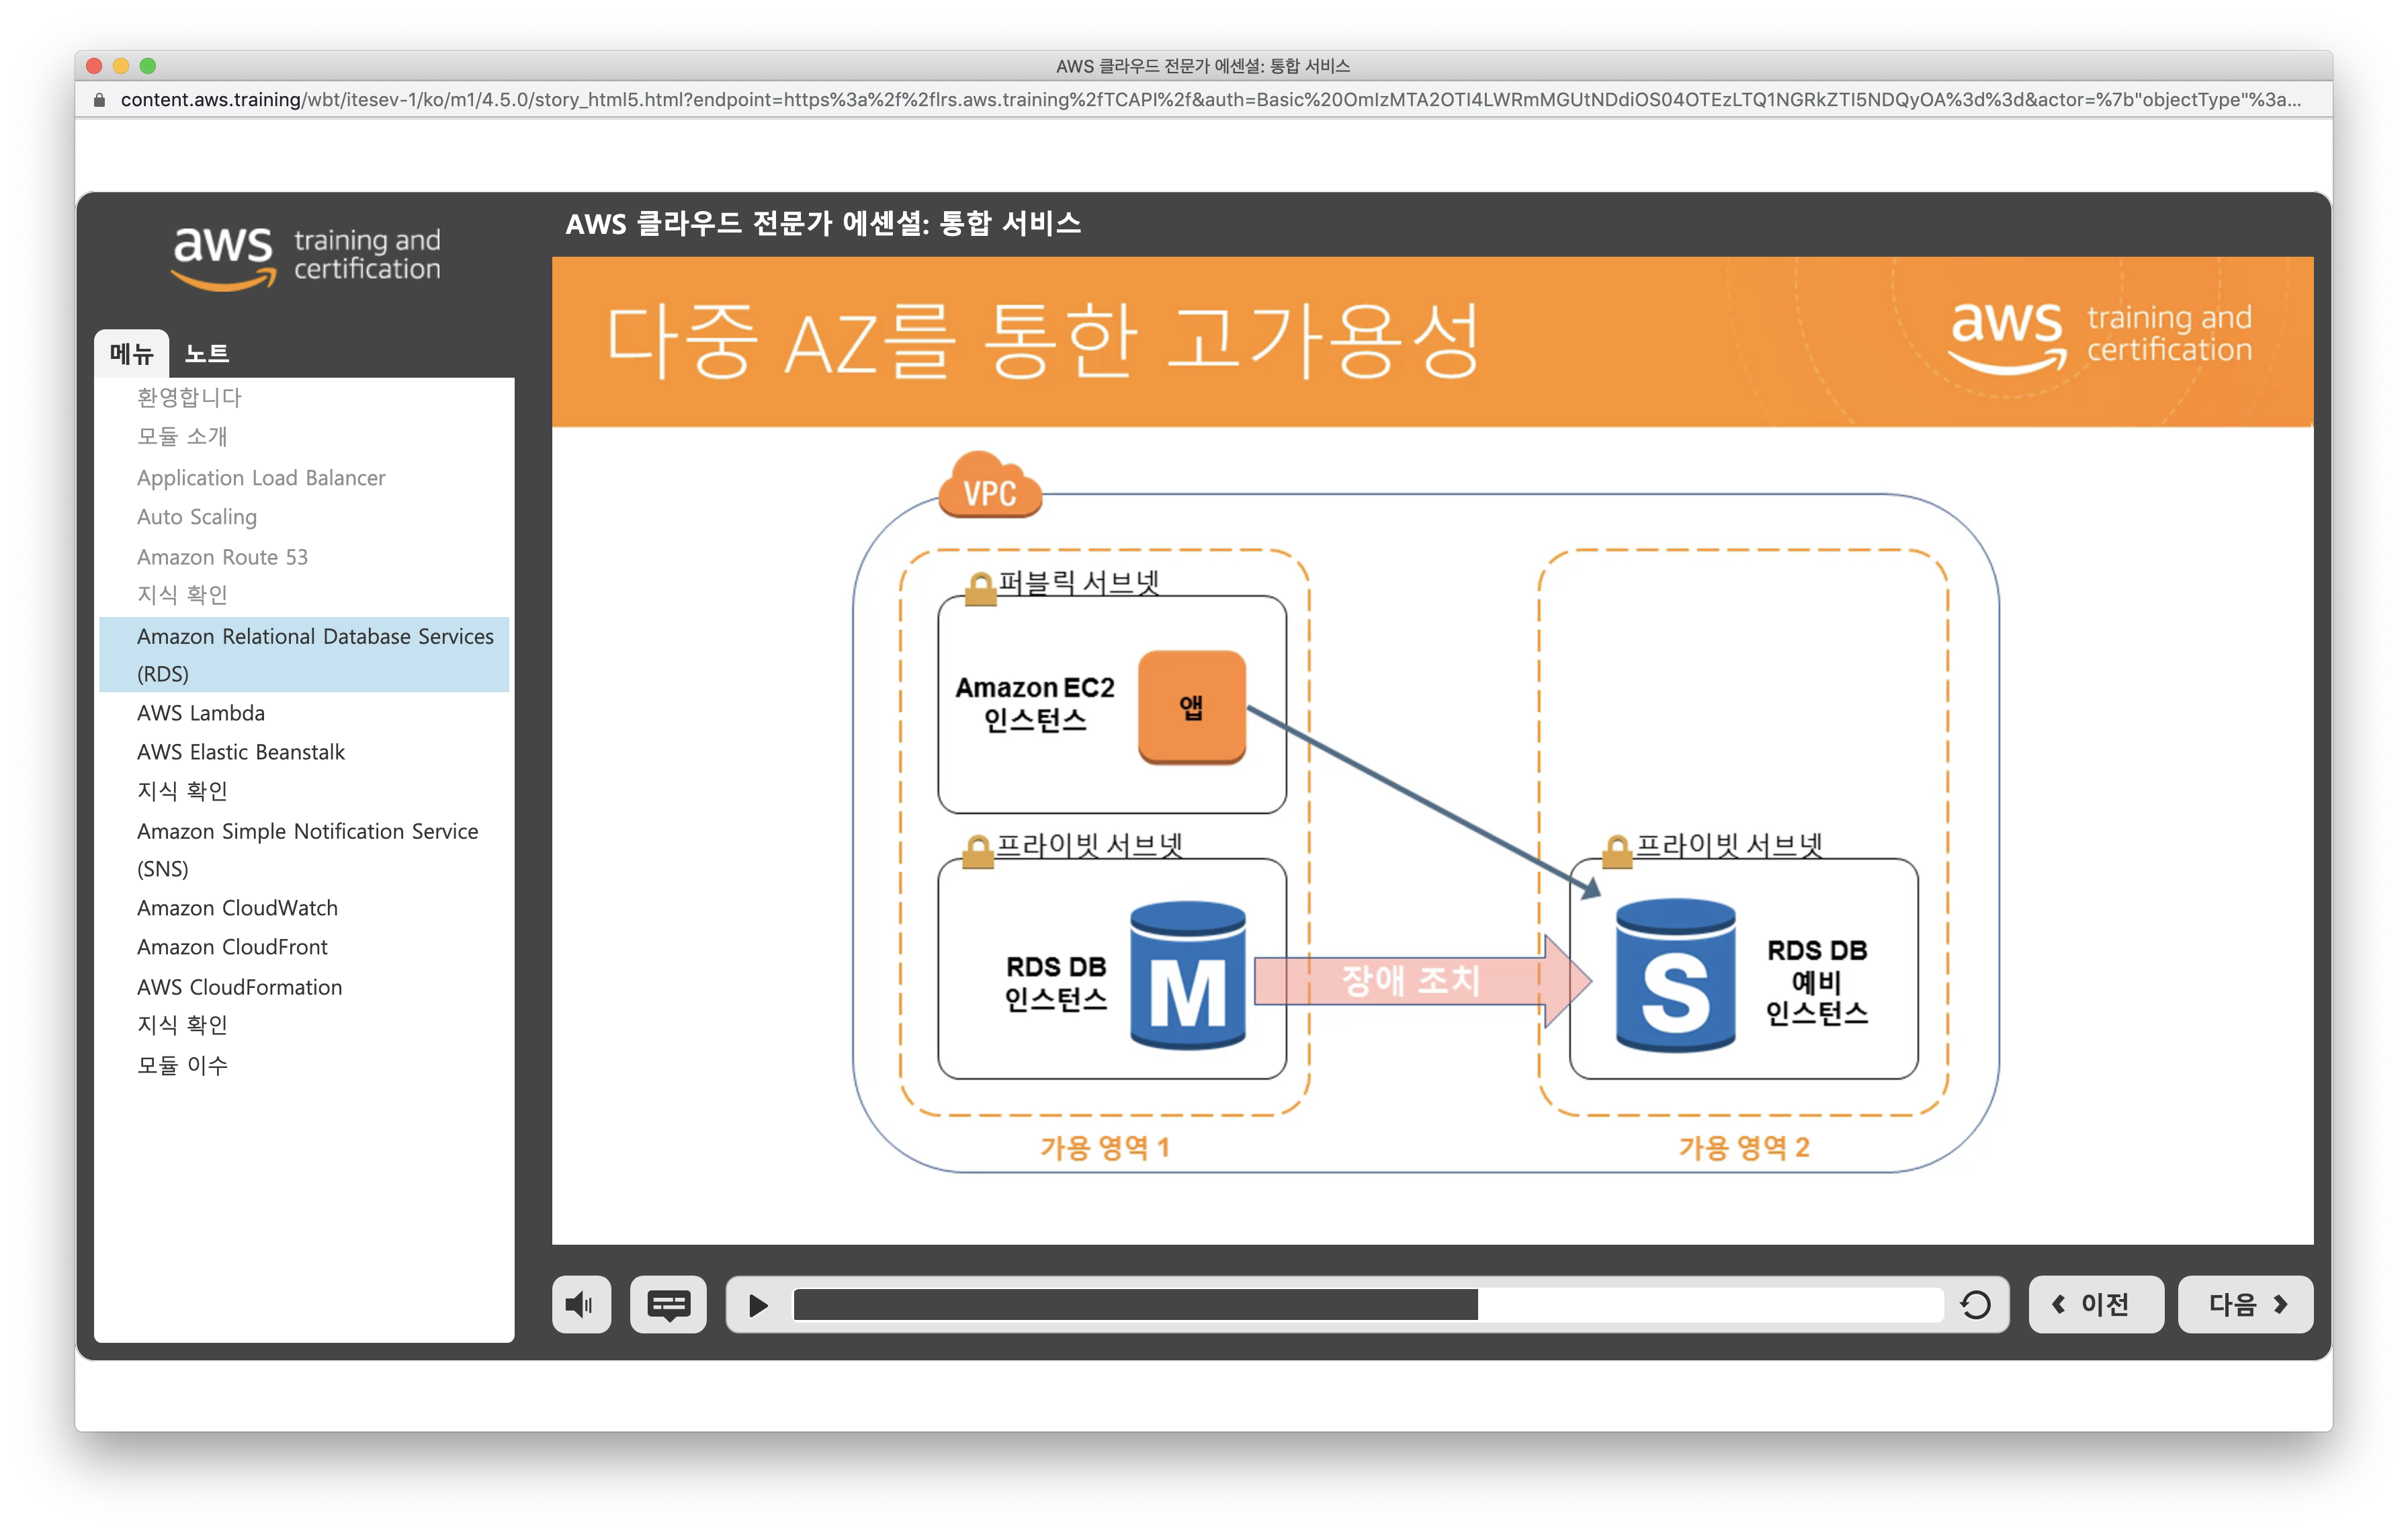 AWS 클라우드 전문가 에센셜: 통합 서비스
content.aws.training/wbt/itesev-1/ko/m1/4.5.0/story_html5.html?endpoint=https%3a%2f%2flrs.aws.training%2fTCAPI%2f&auth=Basic%20OmIzMTA2OTI4LWRmMGUtNDdiOS04OTEzLTQ1NGRkZTI5NDQyOA%3d%3d&actor=%7b"objectType"%3a...
aws training and
certification
AWS 클라우드 전문가 에센셜: 통합 서비스
메뉴 노트
환영합니다
모듈 소개
Application Load Balancer
Auto Scaling
Amazon Route 53
지식 확인
Amazon Relational Database Services
(RDS)
AWS Lambda
AWS Elastic Beanstalk
지식 확인
Amazon Simple Notification Service
(SNS)
Amazon CloudWatch
Amazon CloudFront
AWS CloudFormation
지식 확인
모듈 이수
다중 AZ를 통한 고가용성
aws training and
certification
VPC
퍼블릭 서브넷
Amazon EC2
인스턴스
앱
프라이빗 서브넷
RDS DB
인스턴스
M
장애 조치
프라이빗 서브넷
S
RDS DB
예비
인스턴스
가용 영역 1
가용 영역 2
이전
다음